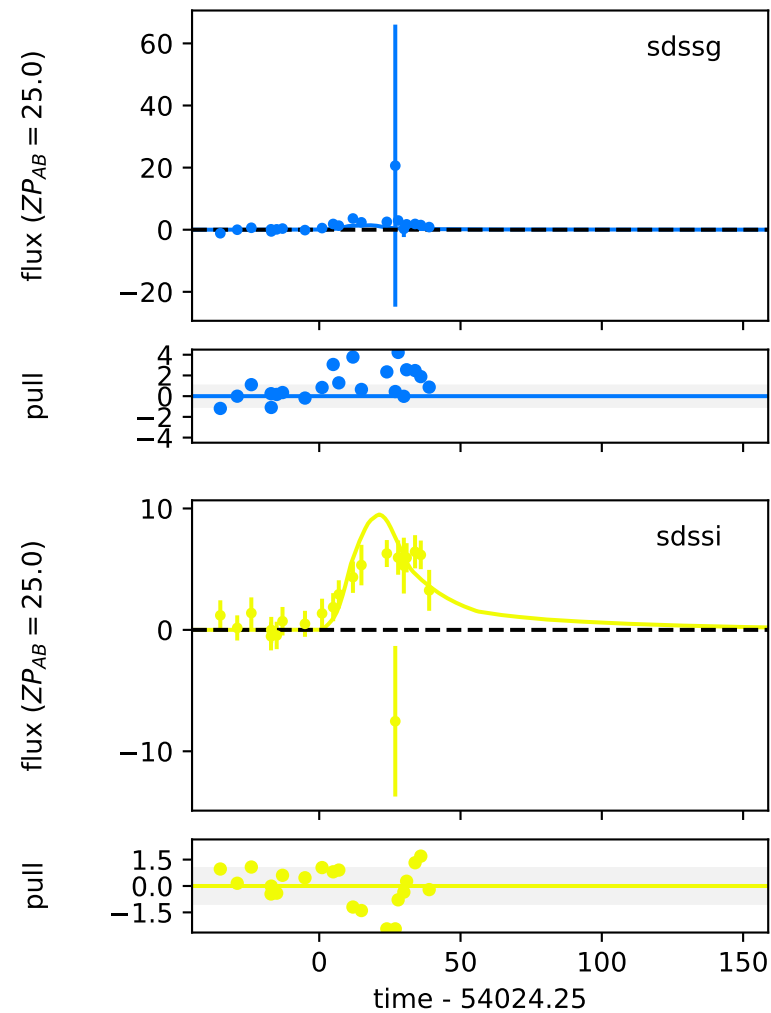 sdssg
flux (ZP_AB = 25.0)
60
40
20
0
−20
pull
4
2
0
−2
−4
sdssi
flux (ZP_AB = 25.0)
10
0
−10
pull
1.5
0.0
−1.5
0 50 100 150
time - 54024.25